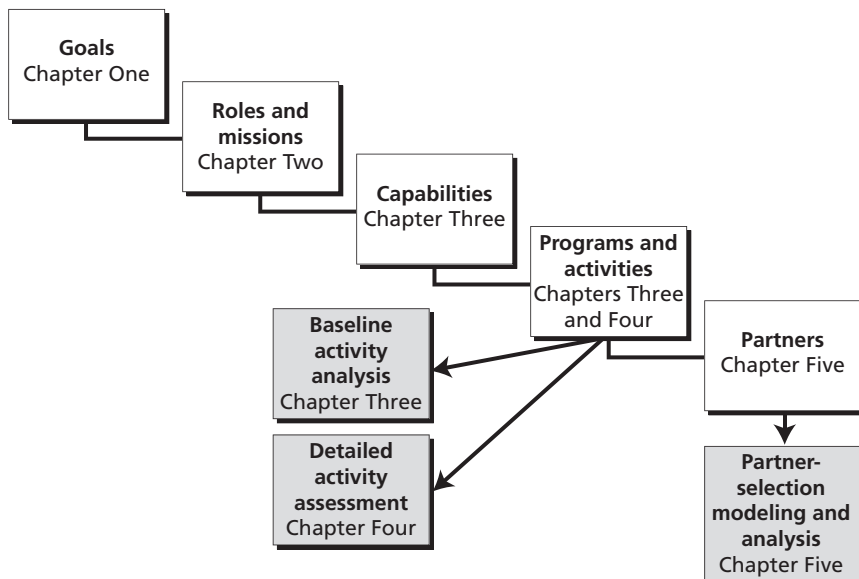 Goals
Chapter One
Roles and
missions
Chapter Two
Capabilities
Chapter Three
Programs and
activities
Chapters Three
and Four
Partners
Chapter Five
Baseline
activity
analysis
Chapter Three
Detailed
activity
assessment
Chapter Four
Partner-
selection
modeling and
analysis
Chapter Five